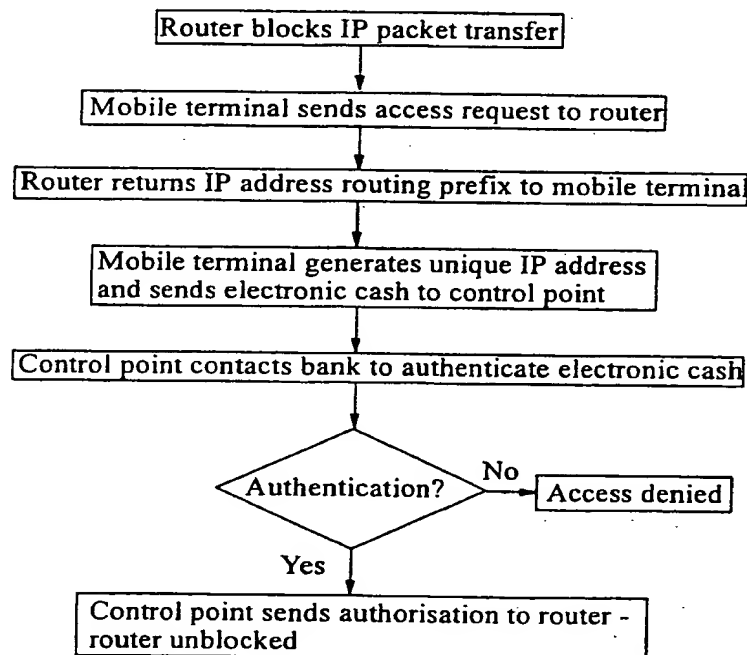 Router blocks IP packet transfer
Mobile terminal sends access request to router
Router returns IP address routing prefix to mobile terminal
Mobile terminal generates unique IP address
and sends electronic cash to control point
Control point contacts bank to authenticate electronic cash
Authentication?
No
Access denied
Yes
Control point sends authorisation to router -
router unblocked